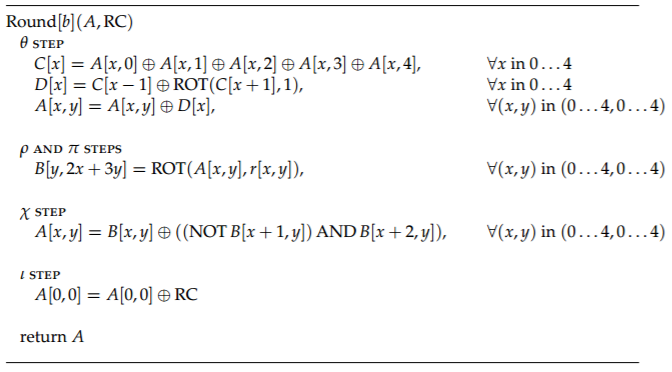 Round[b](A,RC)
θ STEP
C[x] = A[x,0] ⊕ A[x,1] ⊕ A[x,2] ⊕ A[x,3] ⊕ A[x,4], ∀x in 0…4
D[x] = C[x − 1] ⊕ ROT(C[x + 1],1), ∀x in 0…4
A[x,y] = A[x,y] ⊕ D[x], ∀(x,y) in (0…4,0…4)
ρ AND π STEPS
B[y,2x + 3y] = ROT(A[x,y],r[x,y]), ∀(x,y) in (0…4,0…4)
χ STEP
A[x,y] = B[x,y] ⊕ ((NOT B[x + 1,y]) AND B[x + 2,y]), ∀(x,y) in (0…4,0…4)
ι STEP
A[0,0] = A[0,0] ⊕ RC
return A